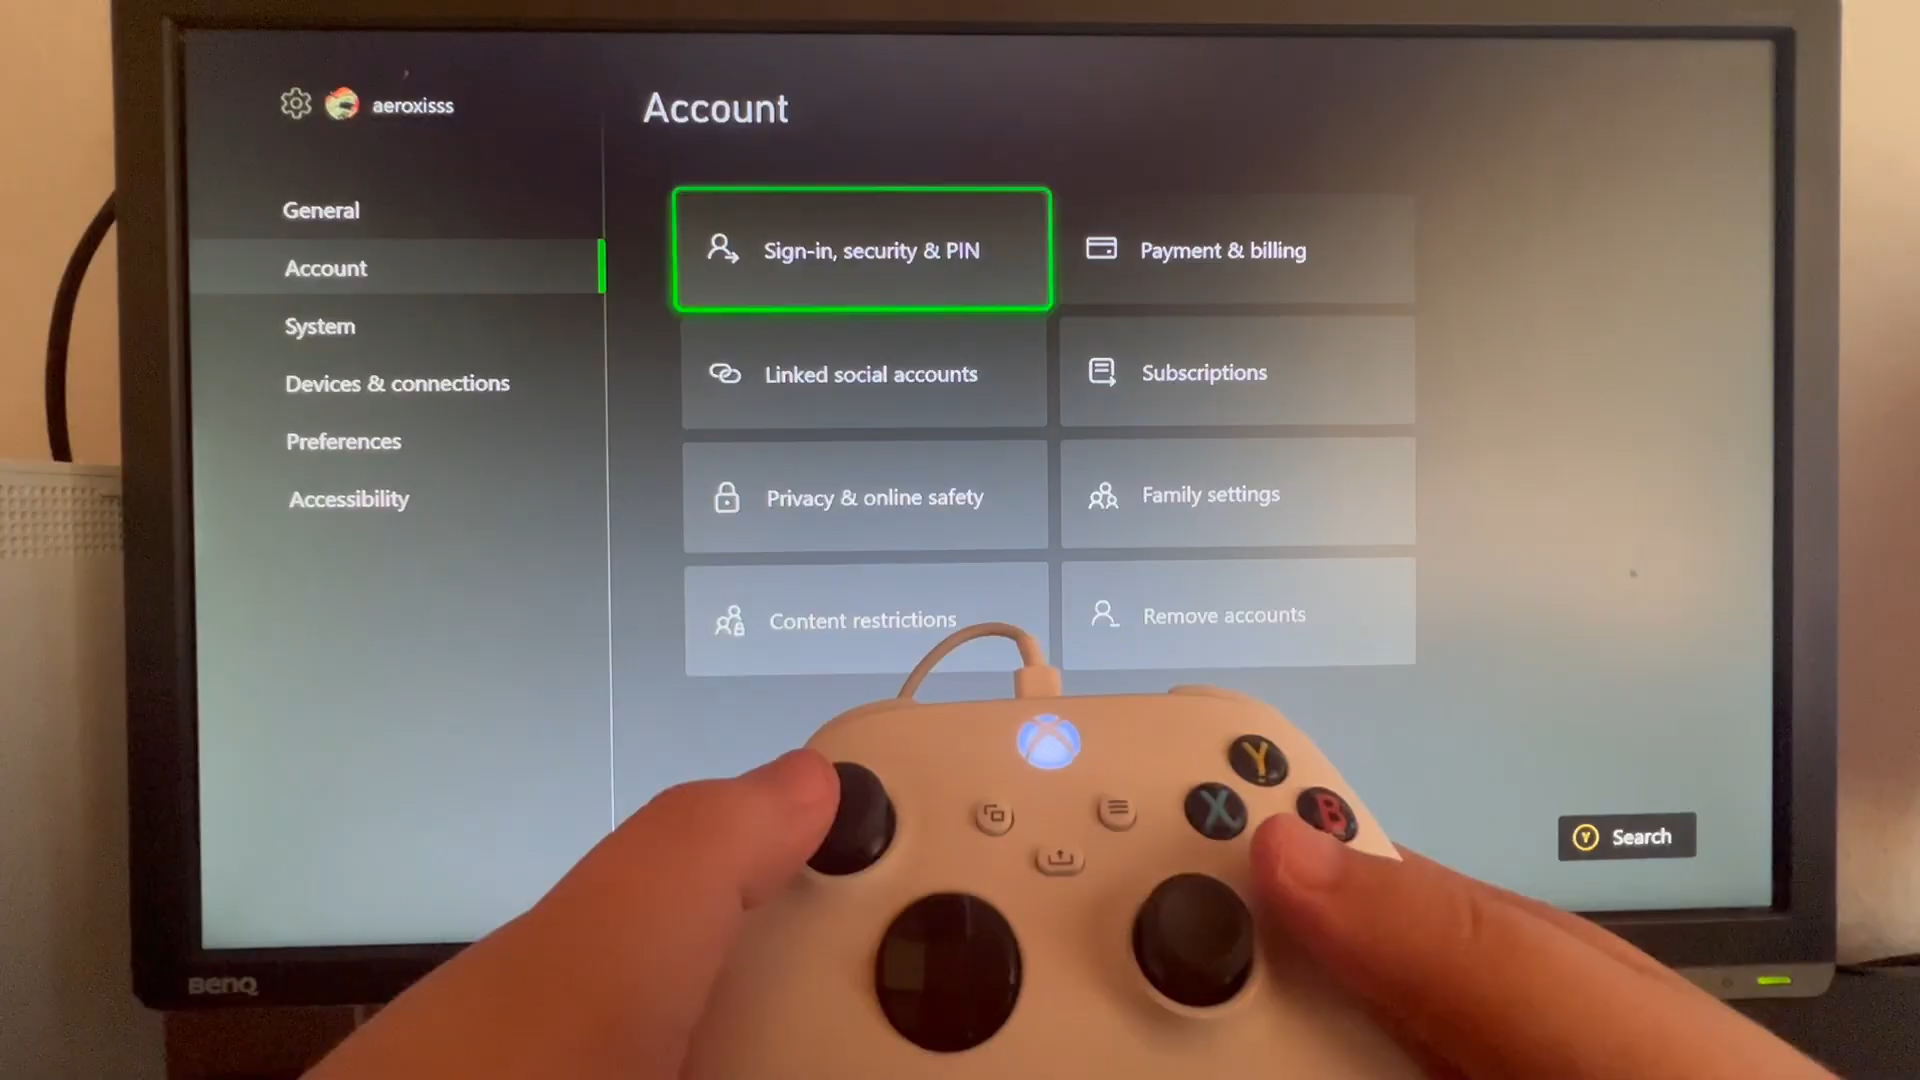 aeroxisss
Account
General
Account
System
Devices & connections
Preferences
Accessibility
Sign-in, security & PIN
Payment & billing
Linked social accounts
Subscriptions
Privacy & online safety
Family settings
Content restrictions
Remove accounts
Y Search
Y
X
B
BenQ